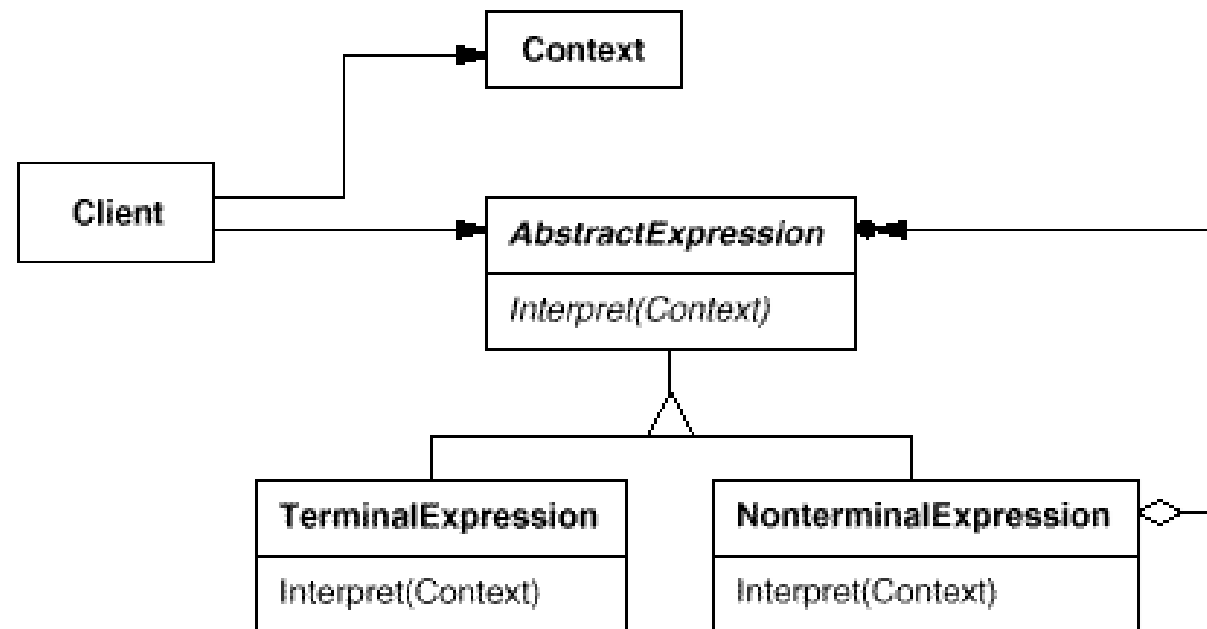 Context
Client
AbstractExpression
Interpret(Context)
TerminalExpression
Interpret(Context)
NonterminalExpression
Interpret(Context)